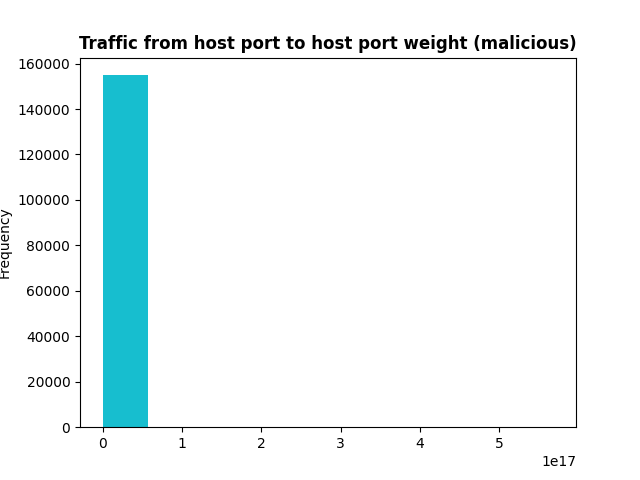 Traffic from host port to host port weight (malicious)
160000
140000
120000
100000
80000
60000
40000
20000
0
Frequency
0 1 2 3 4 5
1e17